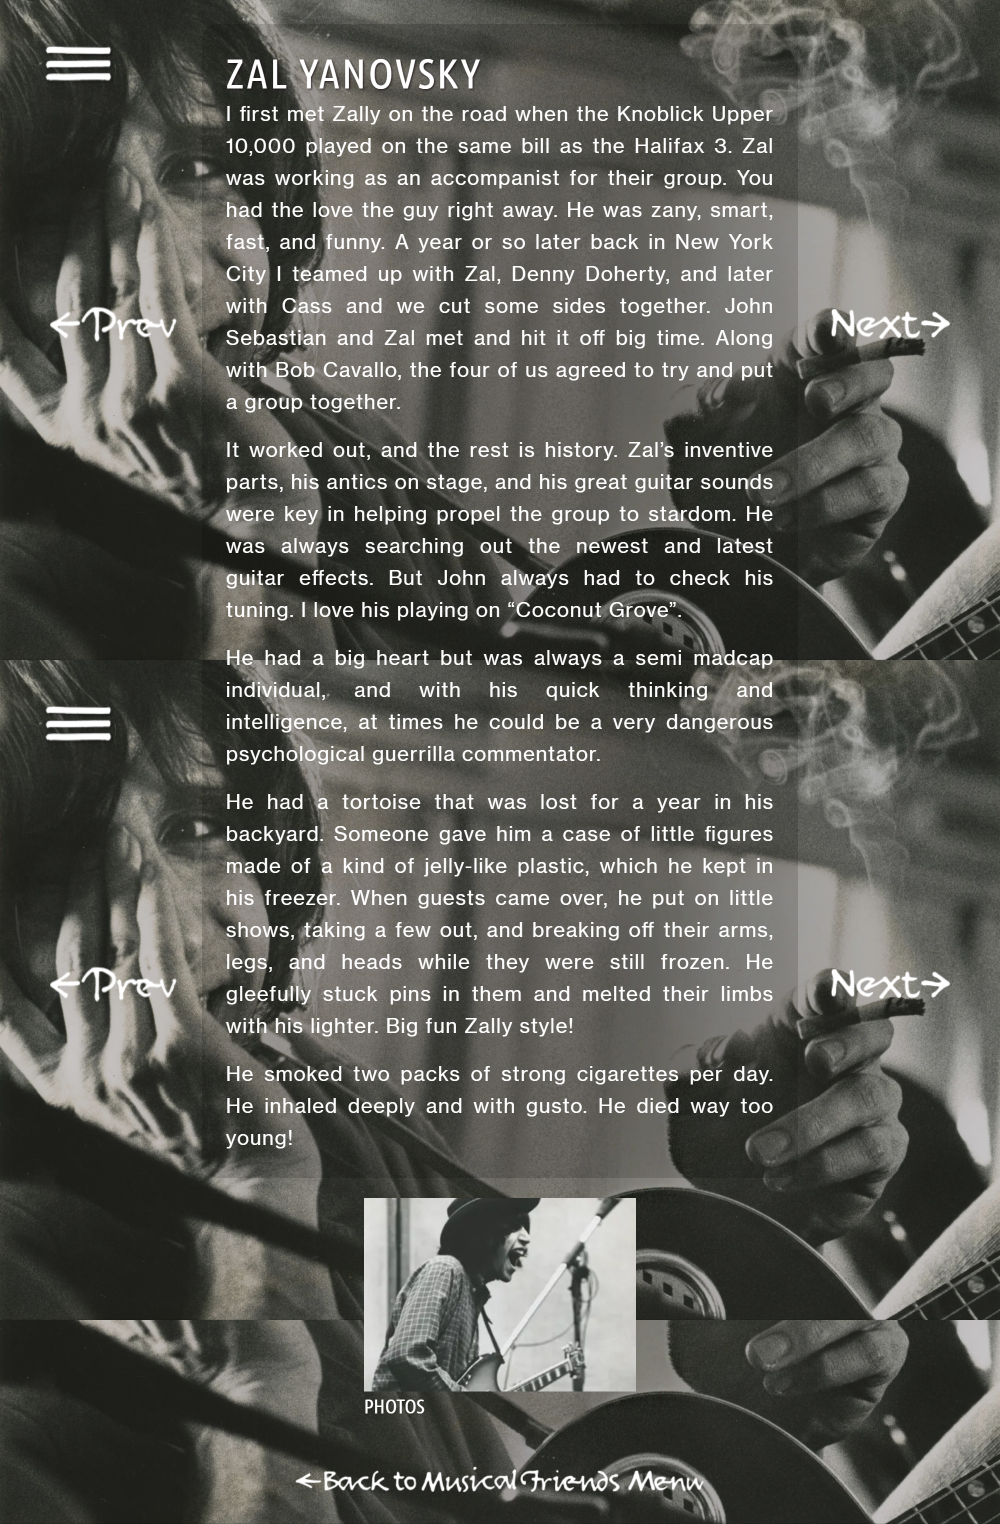 ZAL YANOVSKY
I first met Zally on the road when the Knoblick Upper
10,000 played on the same bill as the Halifax 3. Zal
was working as an accompanist for their group. You
had the love the guy right away. He was zany, smart,
fast, and funny. A year or so later back in New York
City I teamed up with Zal, Denny Doherty, and later
with Cass and we cut some sides together. John
Sebastian and Zal met and hit it off big time. Along
with Bob Cavallo, the four of us agreed to try and put
a group together.
←Prev
Next→
It worked out, and the rest is history. Zal’s inventive
parts, his antics on stage, and his great guitar sounds
were key in helping propel the group to stardom. He
was always searching out the newest and latest
guitar effects. But John always had to check his
tuning. I love his playing on “Coconut Grove”.
He had a big heart but was always a semi madcap
individual, and with his quick thinking and
intelligence, at times he could be a very dangerous
psychological guerrilla commentator.
He had a tortoise that was lost for a year in his
backyard. Someone gave him a case of little figures
made of a kind of jelly-like plastic, which he kept in
his freezer. When guests came over, he put on little
shows, taking a few out, and breaking off their arms,
legs, and heads while they were still frozen. He
gleefully stuck pins in them and melted their limbs
with his lighter. Big fun Zally style!
←Prev
Next→
He smoked two packs of strong cigarettes per day.
He inhaled deeply and with gusto. He died way too
young!
PHOTOS
←Back to Musical Friends Menu